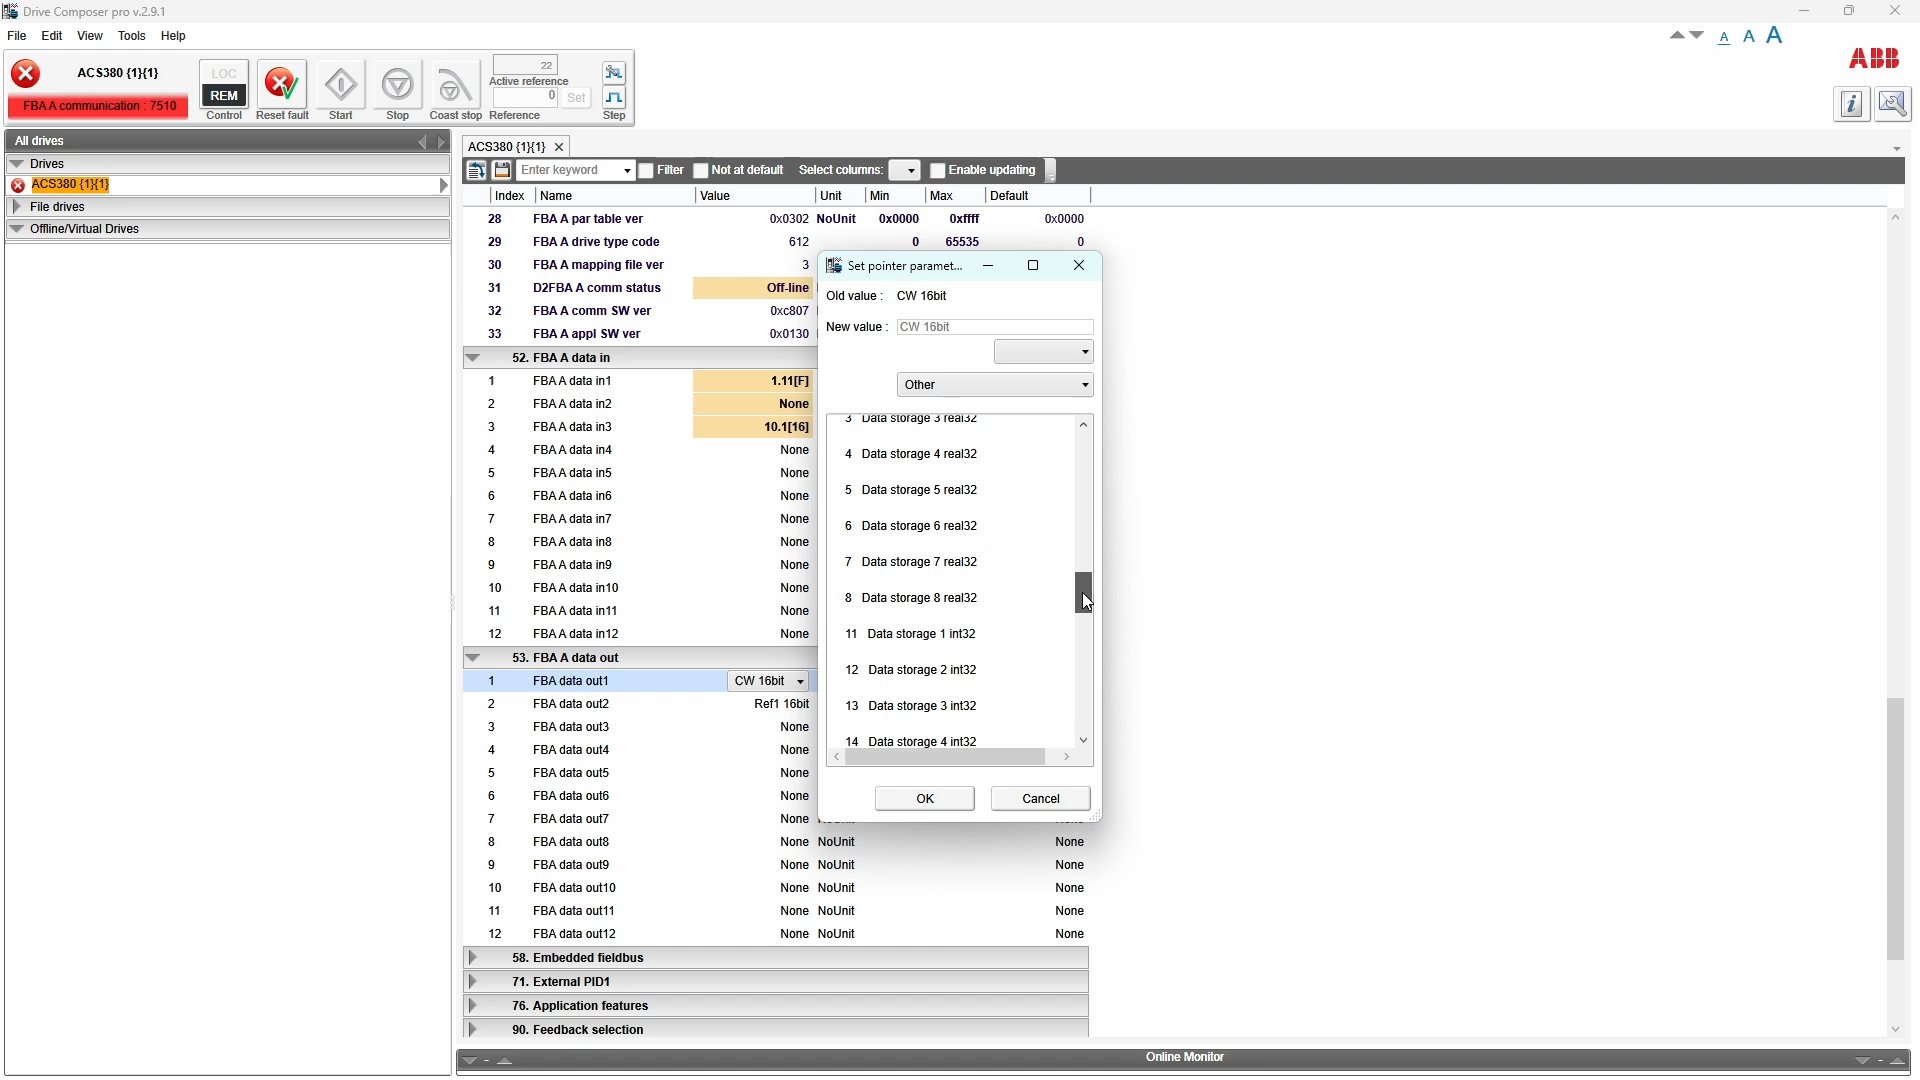 Drive Composer pro v.2.9.1
File Edit View Tools Help
A A A
ABB
ACS380 {1}{1}
FBA A communication : 7510
LOC
REM
Control
Reset fault
Start
Stop
Coast stop
22
Active reference
0
Set
Reference
Step
i
All drives
Drives
ACS380 {1}{1}
File drives
Offline/Virtual Drives
ACS380 {1}{1}
Enter keyword Filter Not at default Select columns: Enable updating
Index Name Value Unit Min Max Default
28 FBA A par table ver 0x0302 NoUnit 0x0000 0xffff 0x0000
29 FBA A drive type code 612 0 65535 0
30 FBA A mapping file ver 3
31 D2FBA A comm status Off-line
32 FBA A comm SW ver 0xc807
33 FBA A appl SW ver 0x0130
52. FBA A data in
1 FBA A data in1 1.11[F]
2 FBA A data in2 None
3 FBA A data in3 10.1[16]
4 FBA A data in4 None
5 FBA A data in5 None
6 FBA A data in6 None
7 FBA A data in7 None
8 FBA A data in8 None
9 FBA A data in9 None
10 FBA A data in10 None
11 FBA A data in11 None
12 FBA A data in12 None
53. FBA A data out
1 FBA data out1 CW 16bit
2 FBA data out2 Ref1 16bit
3 FBA data out3 None
4 FBA data out4 None
5 FBA data out5 None
6 FBA data out6 None
7 FBA data out7 None
8 FBA data out8 None NoUnit None
9 FBA data out9 None NoUnit None
10 FBA data out10 None NoUnit None
11 FBA data out11 None NoUnit None
12 FBA data out12 None NoUnit None
58. Embedded fieldbus
71. External PID1
76. Application features
90. Feedback selection
Set pointer paramet...
Old value : CW 16bit
New value : CW 16bit
Other
3 Data storage 3 real32
4 Data storage 4 real32
5 Data storage 5 real32
6 Data storage 6 real32
7 Data storage 7 real32
8 Data storage 8 real32
11 Data storage 1 int32
12 Data storage 2 int32
13 Data storage 3 int32
14 Data storage 4 int32
OK Cancel
Online Monitor